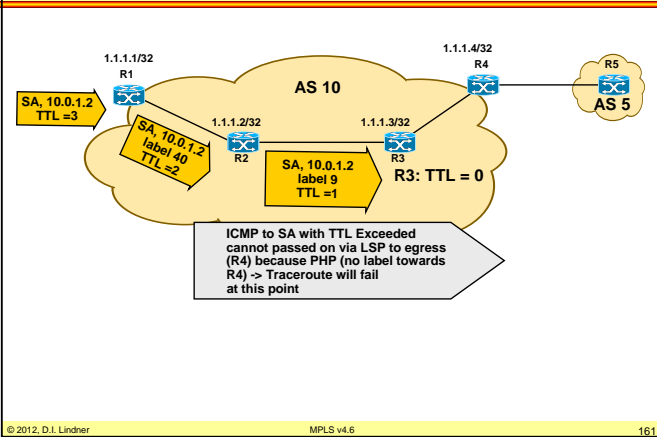 1.1.1.4/32
1.1.1.1/32
R1
R4
R5
AS 10
AS 5
SA, 10.0.1.2
TTL =3
1.1.1.2/32
1.1.1.3/32
SA, 10.0.1.2
label 40
TTL =2
R2
R3
SA, 10.0.1.2
label 9
TTL =1
R3: TTL = 0
ICMP to SA with TTL Exceeded
cannot passed on via LSP to egress
(R4) because PHP (no label towards
R4) -> Traceroute will fail
at this point
© 2012, D.I. Lindner
MPLS v4.6
161